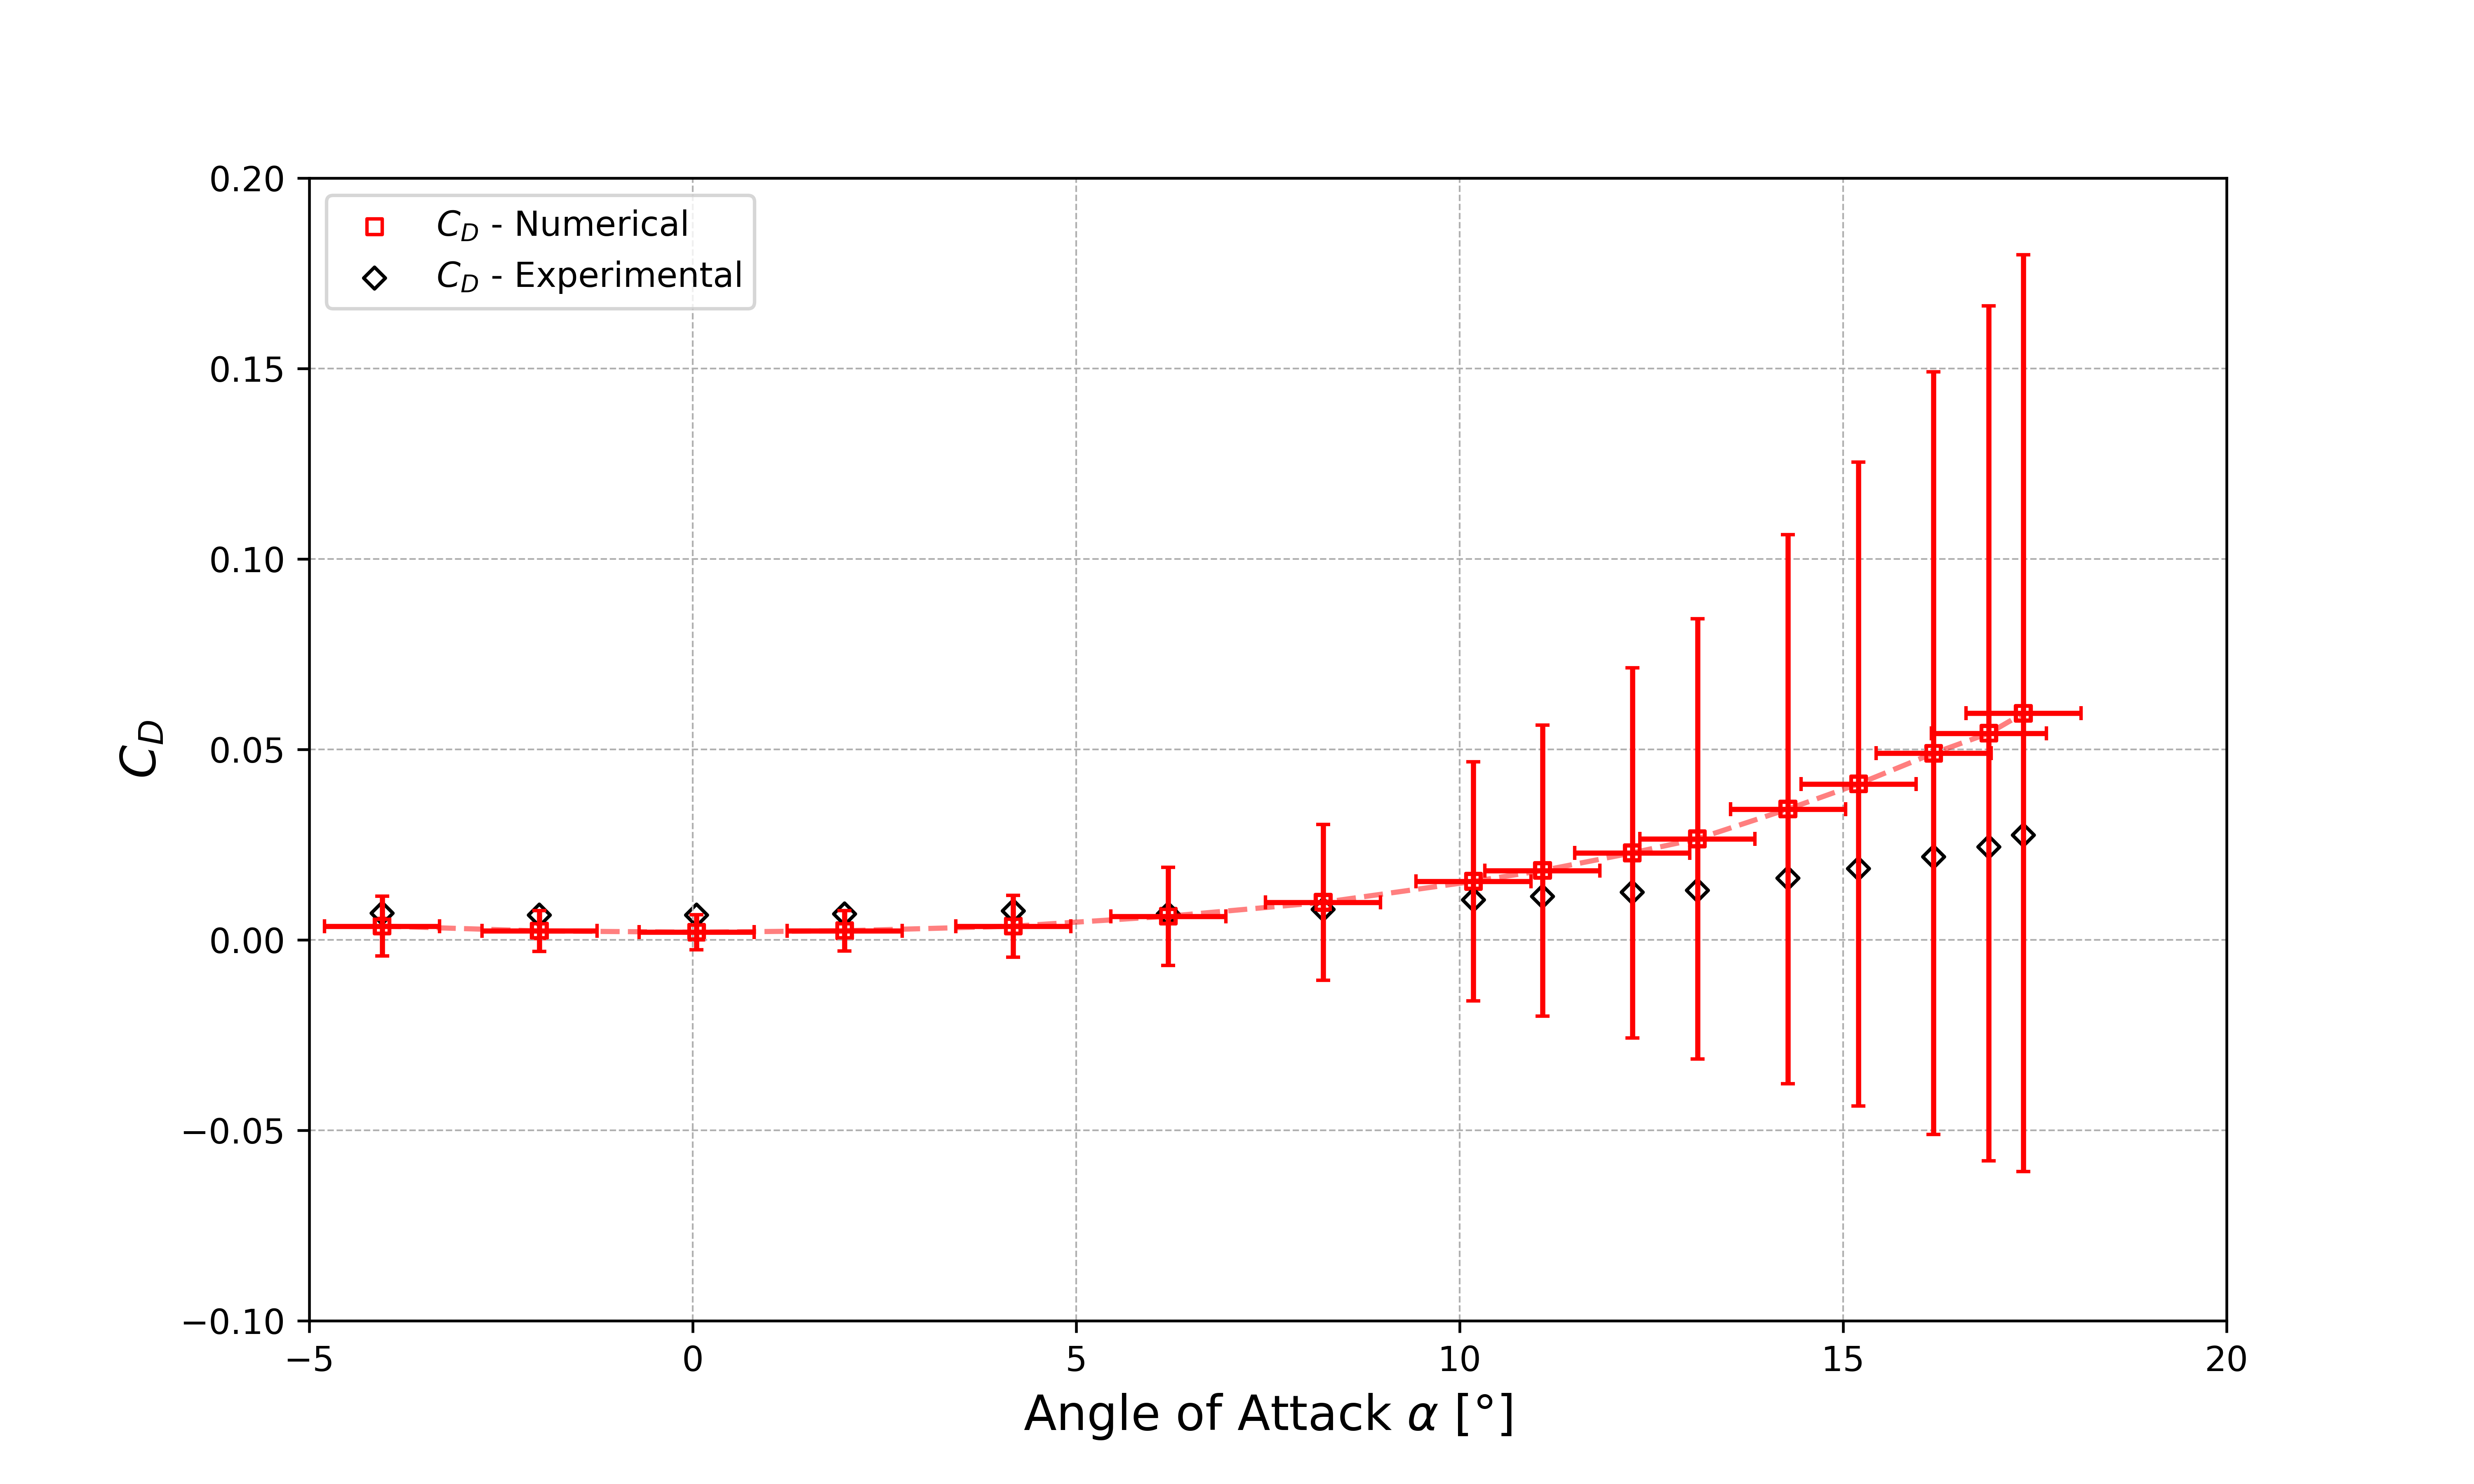 0.20
0.15
0.10
0.05
0.00
−0.05
−0.10
C_D
C_D - Numerical
C_D - Experimental
−5 0 5 10 15 20
Angle of Attack α [°]